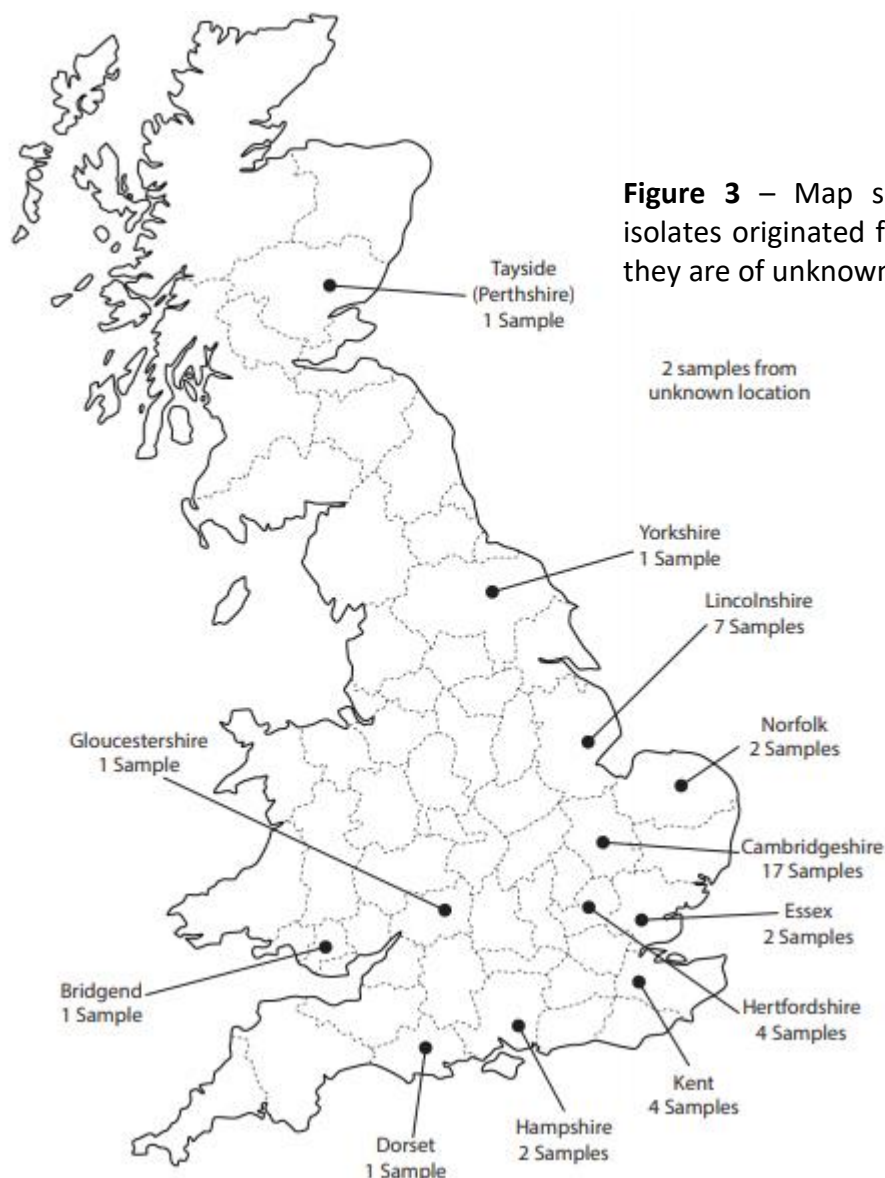 Figure 3 – Map s
isolates originated f
they are of unknown
Tayside
(Perthshire)
1 Sample
2 samples from
unknown location
Yorkshire
1 Sample
Lincolnshire
7 Samples
Norfolk
2 Samples
Gloucestershire
1 Sample
Cambridgeshire
17 Samples
Essex
2 Samples
Bridgend
1 Sample
Hertfordshire
4 Samples
Kent
4 Samples
Hampshire
2 Samples
Dorset
1 Sample